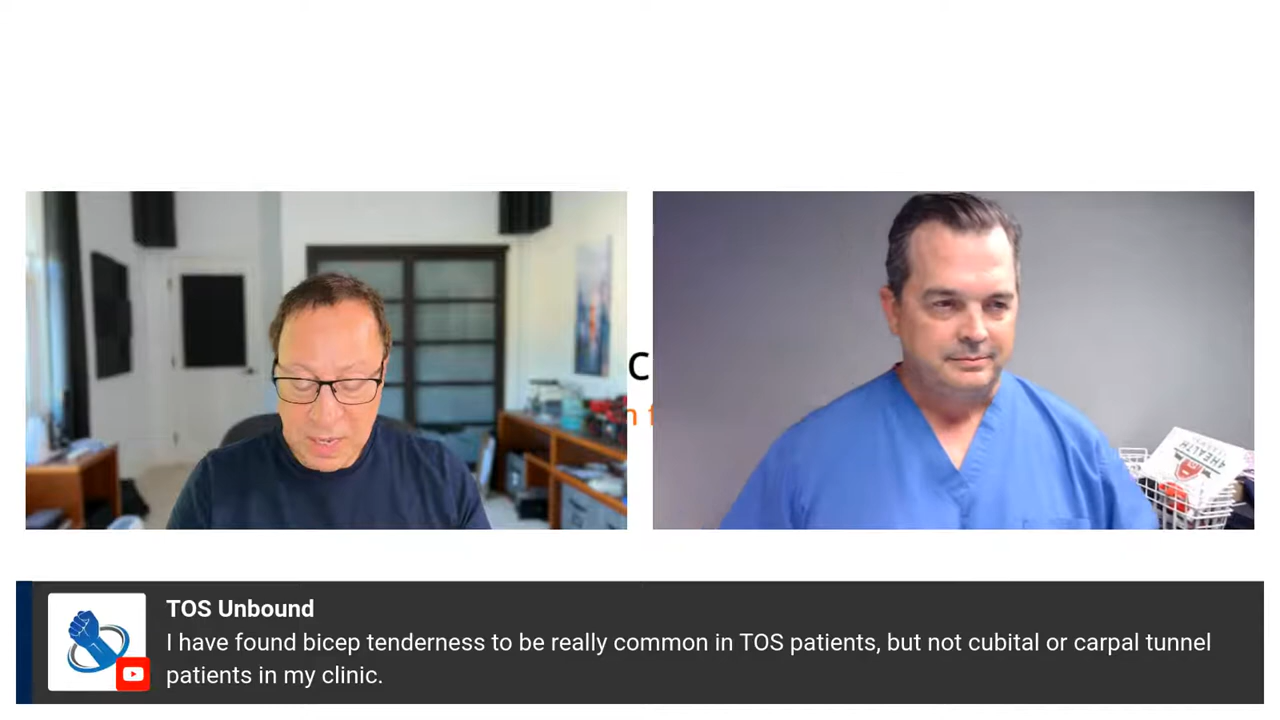 C
n f
4HEALTH
TOS Unbound
I have found bicep tenderness to be really common in TOS patients, but not cubital or carpal tunnel
patients in my clinic.